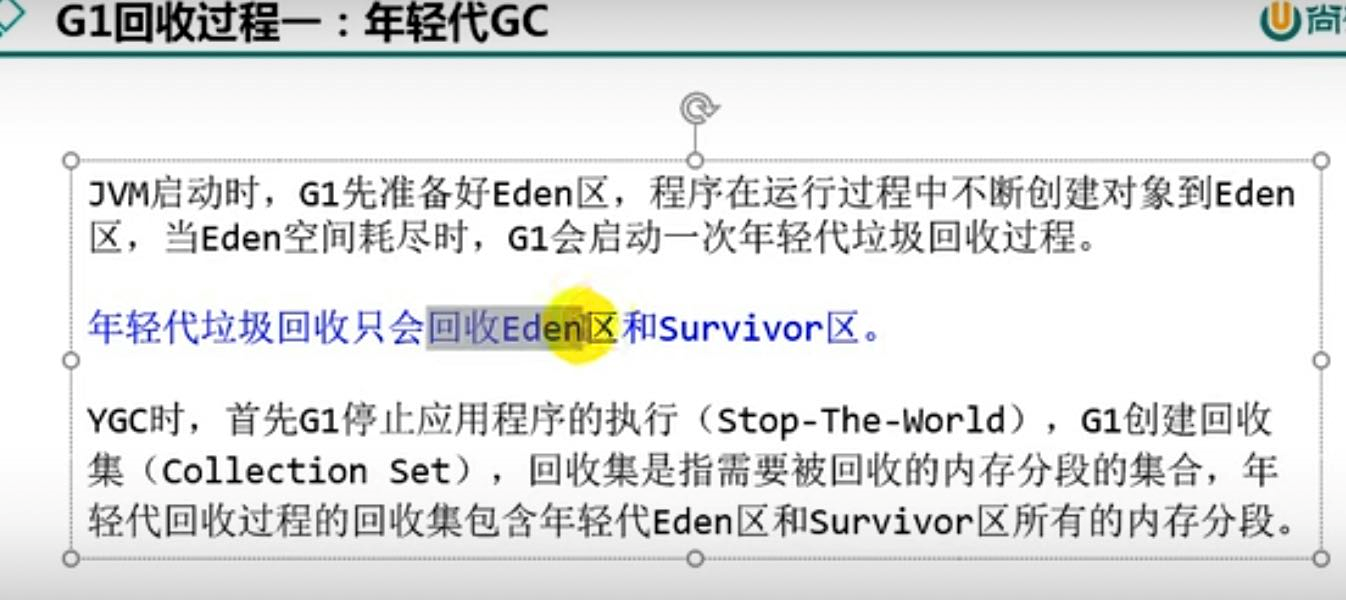 G1回收过程一：年轻代GC
尚
JVM启动时，G1先准备好Eden区，程序在运行过程中不断创建对象到Eden
区，当Eden空间耗尽时，G1会启动一次年轻代垃圾回收过程。
年轻代垃圾回收只会回收Eden区和Survivor区。
YGC时，首先G1停止应用程序的执行（Stop-The-World），G1创建回收
集（Collection Set），回收集是指需要被回收的内存分段的集合，年
轻代回收过程的回收集包含年轻代Eden区和Survivor区所有的内存分段。